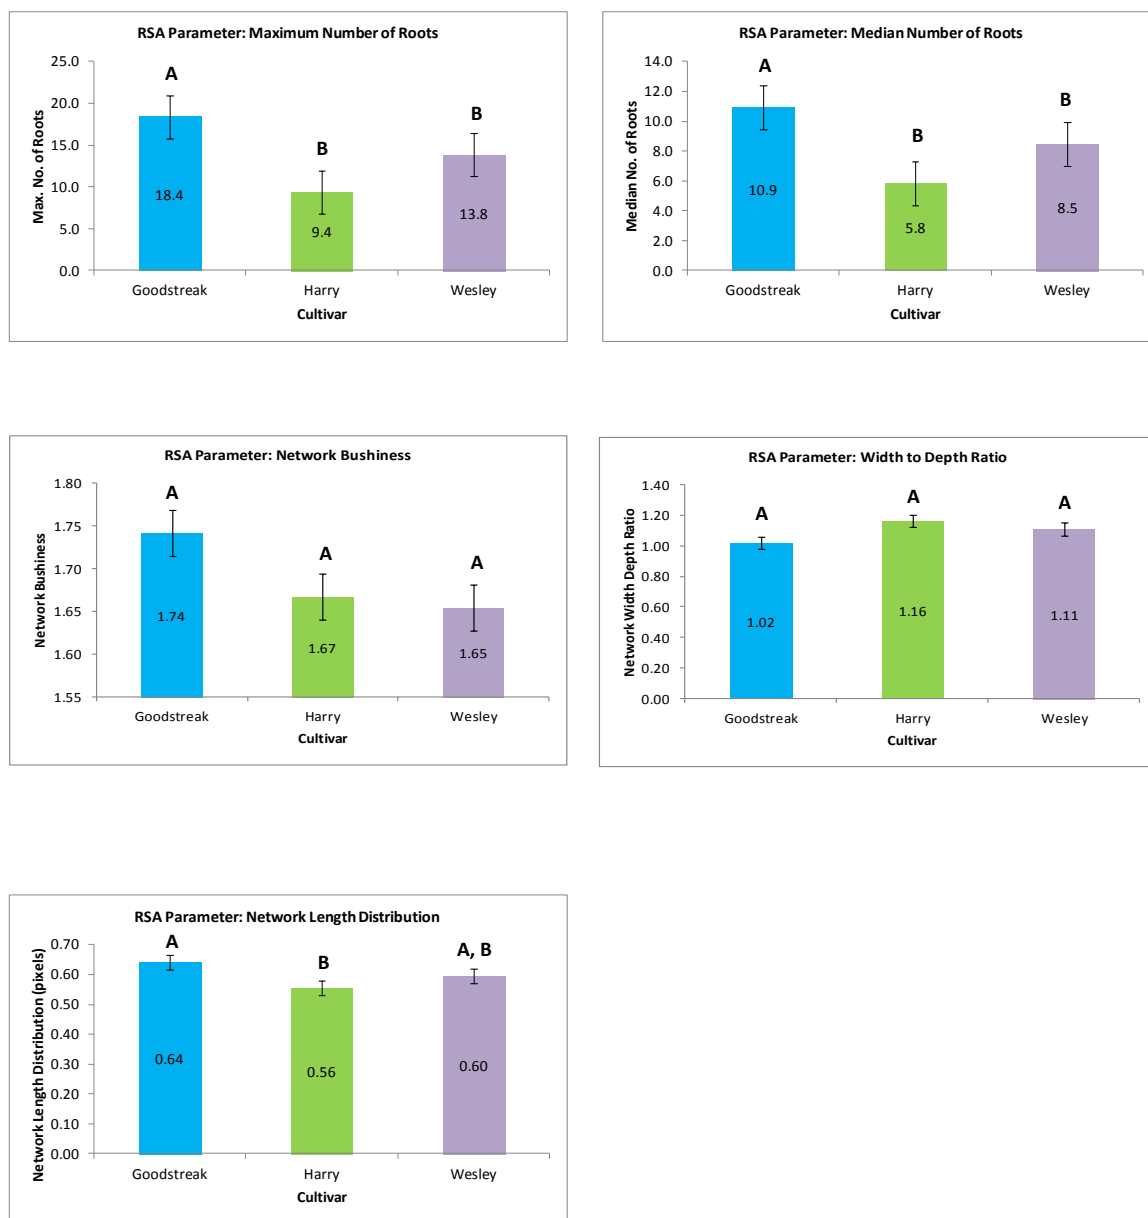 RSA Parameter: Maximum Number of Roots
Max. No. of Roots
25.0
20.0
15.0
10.0
5.0
0.0
A
B
B
18.4
9.4
13.8
Goodstreak Harry Wesley
Cultivar
RSA Parameter: Median Number of Roots
Median No. of Roots
14.0
12.0
10.0
8.0
6.0
4.0
2.0
0.0
A
B
B
10.9
5.8
8.5
Goodstreak Harry Wesley
Cultivar
RSA Parameter: Network Bushiness
Network Bushiness
1.80
1.75
1.70
1.65
1.60
1.55
A
A
A
1.74
1.67
1.65
Goodstreak Harry Wesley
Cultivar
RSA Parameter: Width to Depth Ratio
Network Width Depth Ratio
1.40
1.20
1.00
0.80
0.60
0.40
0.20
0.00
A
A
A
1.02
1.16
1.11
Goodstreak Harry Wesley
Cultivar
RSA Parameter: Network Length Distribution
Network Length Distribution (pixels)
0.70
0.60
0.50
0.40
0.30
0.20
0.10
0.00
A
B
A, B
0.64
0.56
0.60
Goodstreak Harry Wesley
Cultivar